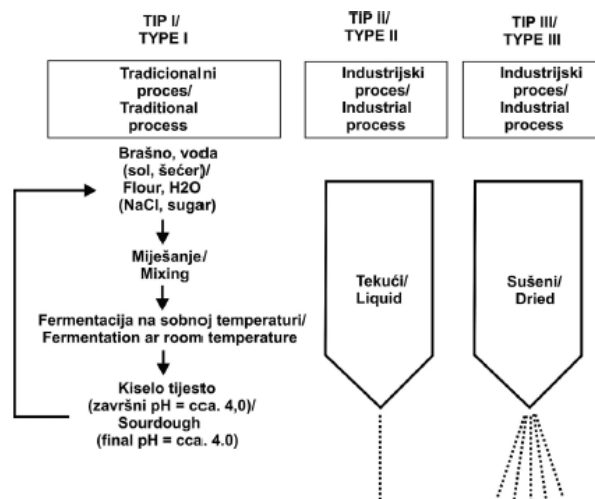 TIP I/
TYPE I
Tradicionalni
proces/
Traditional
process
Brašno, voda
(sol, šećer)/
Flour, H2O
(NaCl, sugar)
Miješanje/
Mixing
Fermentacija na sobnoj temperaturi/
Fermentation ar room temperature
Kiselo tijesto
(završni pH = cca. 4,0)/
Sourdough
(final pH = cca. 4.0)
TIP II/
TYPE II
Industrijski
proces/
Industrial
process
Tekući/
Liquid
TIP III/
TYPE III
Industrijski
proces/
Industrial
process
Sušeni/
Dried